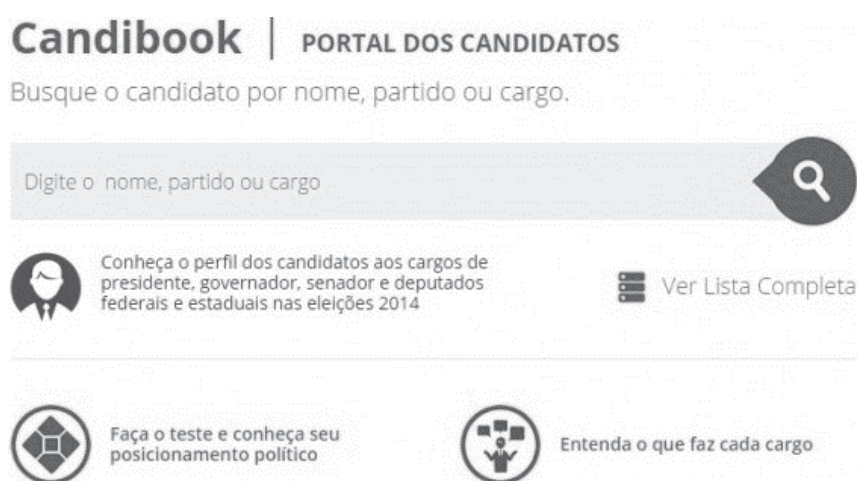 Candibook | PORTAL DOS CANDIDATOS
Busque o candidato por nome, partido ou cargo.
Digite o nome, partido ou cargo
Conheça o perfil dos candidatos aos cargos de
presidente, governador, senador e deputados
federais e estaduais nas eleições 2014
Ver Lista Completa
Faça o teste e conheça seu
posicionamento político
Entenda o que faz cada cargo